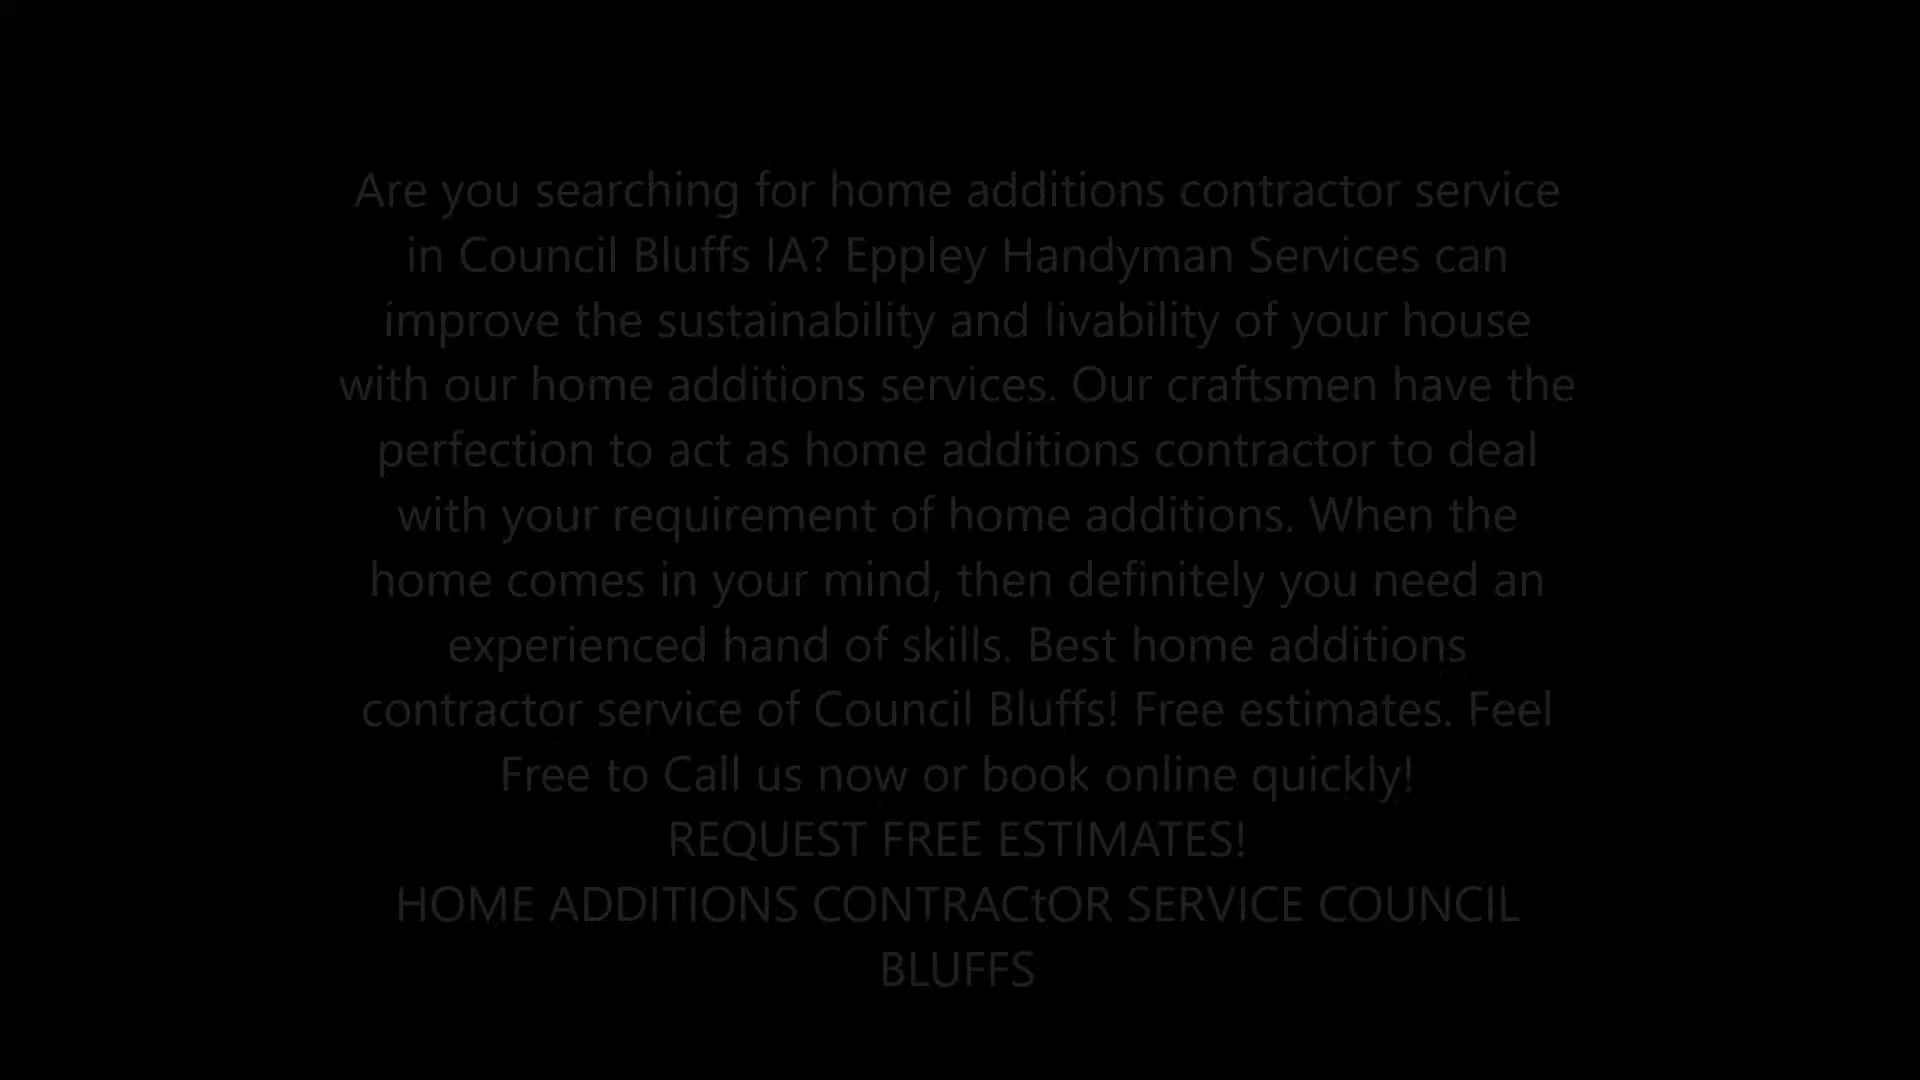 Are you searching for home additions contractor service
in Council Bluffs IA? Eppley Handyman Services can
improve the sustainability and livability of your house
with our home additions services. Our craftsmen have the
perfection to act as home additions contractor to deal
with your requirement of home additions. When the
home comes in your mind, then definitely you need an
experienced hand of skills. Best home additions
contractor service of Council Bluffs! Free estimates. Feel
Free to Call us now or book online quickly!
REQUEST FREE ESTIMATES!
HOME ADDITIONS CONTRACtOR SERVICE COUNCIL
BLUFFS